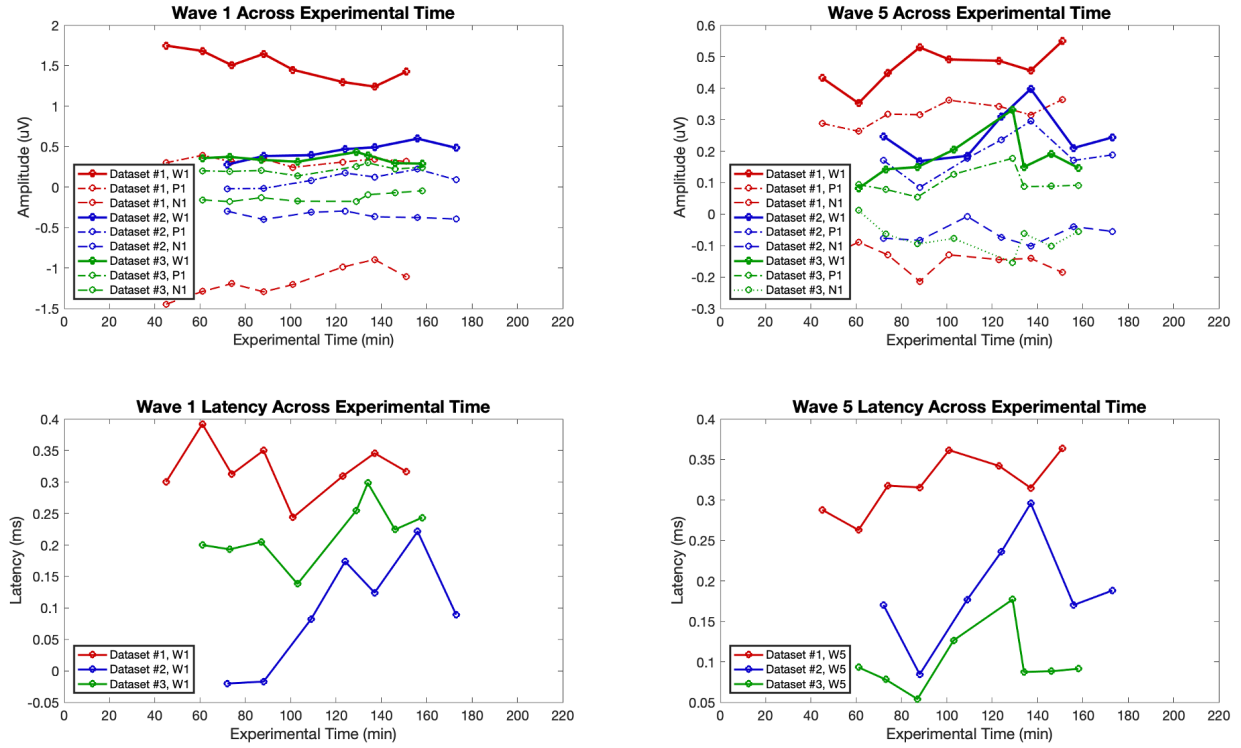 Wave 1 Across Experimental Time
Amplitude (uV)
2
1.5
1
0.5
0
-0.5
-1
-1.5
Dataset #1, W1
Dataset #1, P1
Dataset #1, N1
Dataset #2, W1
Dataset #2, P1
Dataset #2, N1
Dataset #3, W1
Dataset #3, P1
Dataset #3, N1
0 20 40 60 80 100 120 140 160 180 200 220
Experimental Time (min)
Wave 5 Across Experimental Time
Amplitude (uV)
0.6
0.5
0.4
0.3
0.2
0.1
0
-0.1
-0.2
-0.3
Dataset #1, W1
Dataset #1, P1
Dataset #1, N1
Dataset #2, W1
Dataset #2, P1
Dataset #2, N1
Dataset #3, W1
Dataset #3, P1
Dataset #3, N1
0 20 40 60 80 100 120 140 160 180 200 220
Experimental Time (min)
Wave 1 Latency Across Experimental Time
Latency (ms)
0.4
0.35
0.3
0.25
0.2
0.15
0.1
0.05
0
-0.05
Dataset #1, W1
Dataset #2, W1
Dataset #3, W1
0 20 40 60 80 100 120 140 160 180 200 220
Experimental Time (min)
Wave 5 Latency Across Experimental Time
Latency (ms)
0.4
0.35
0.3
0.25
0.2
0.15
0.1
0.05
Dataset #1, W5
Dataset #2, W5
Dataset #3, W5
0 20 40 60 80 100 120 140 160 180 200 220
Experimental Time (min)